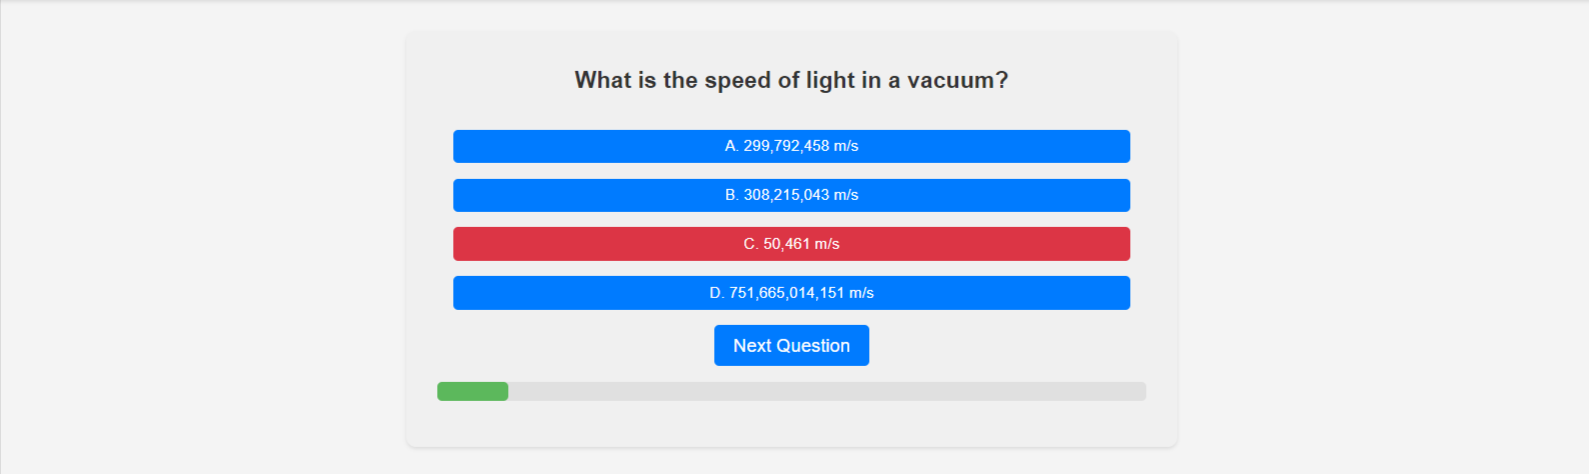 What is the speed of light in a vacuum?
A. 299,792,458 m/s
B. 308,215,043 m/s
C. 50,461 m/s
D. 751,665,014,151 m/s
Next Question